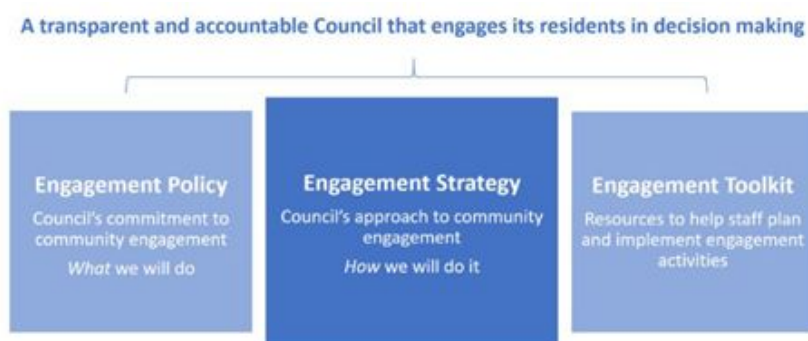 A transparent and accountable Council that engages its residents in decision making
Engagement Policy
Council's commitment to
community engagement
What we will do
Engagement Strategy
Council's approach to community
engagement
How we will do it
Engagement Toolkit
Resources to help staff plan
and implement engagement
activities